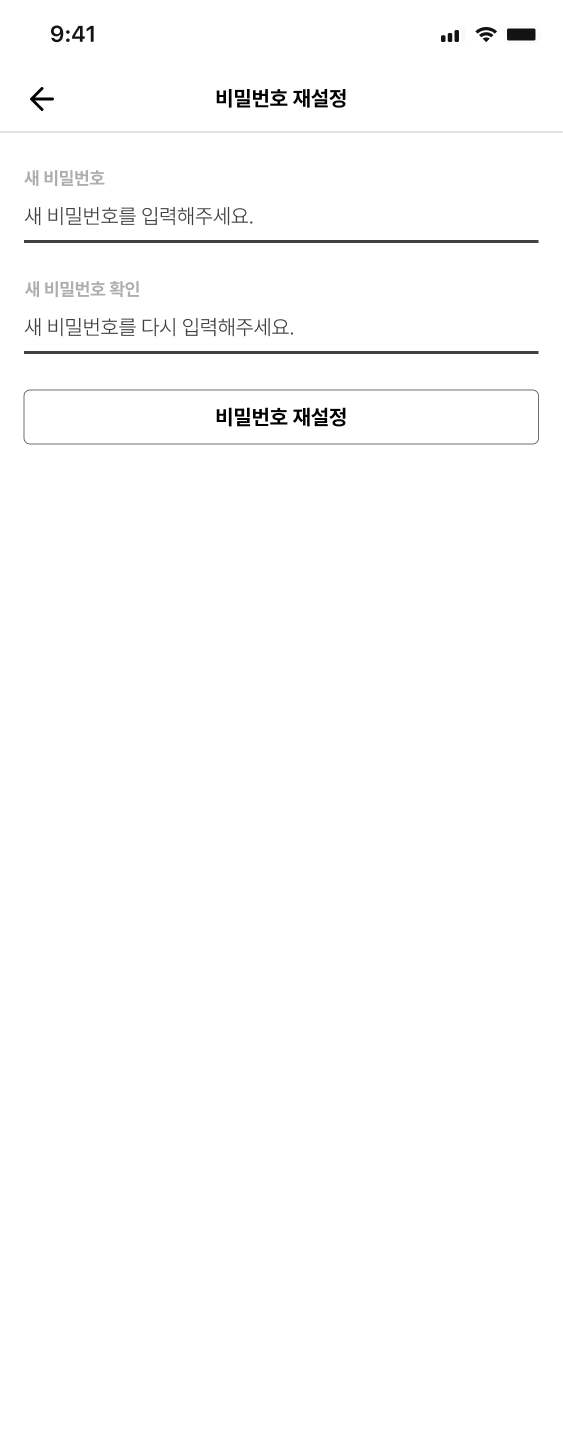 9:41
비밀번호 재설정
새 비밀번호
새 비밀번호를 입력해주세요.
새 비밀번호 확인
새 비밀번호를 다시 입력해주세요.
비밀번호 재설정